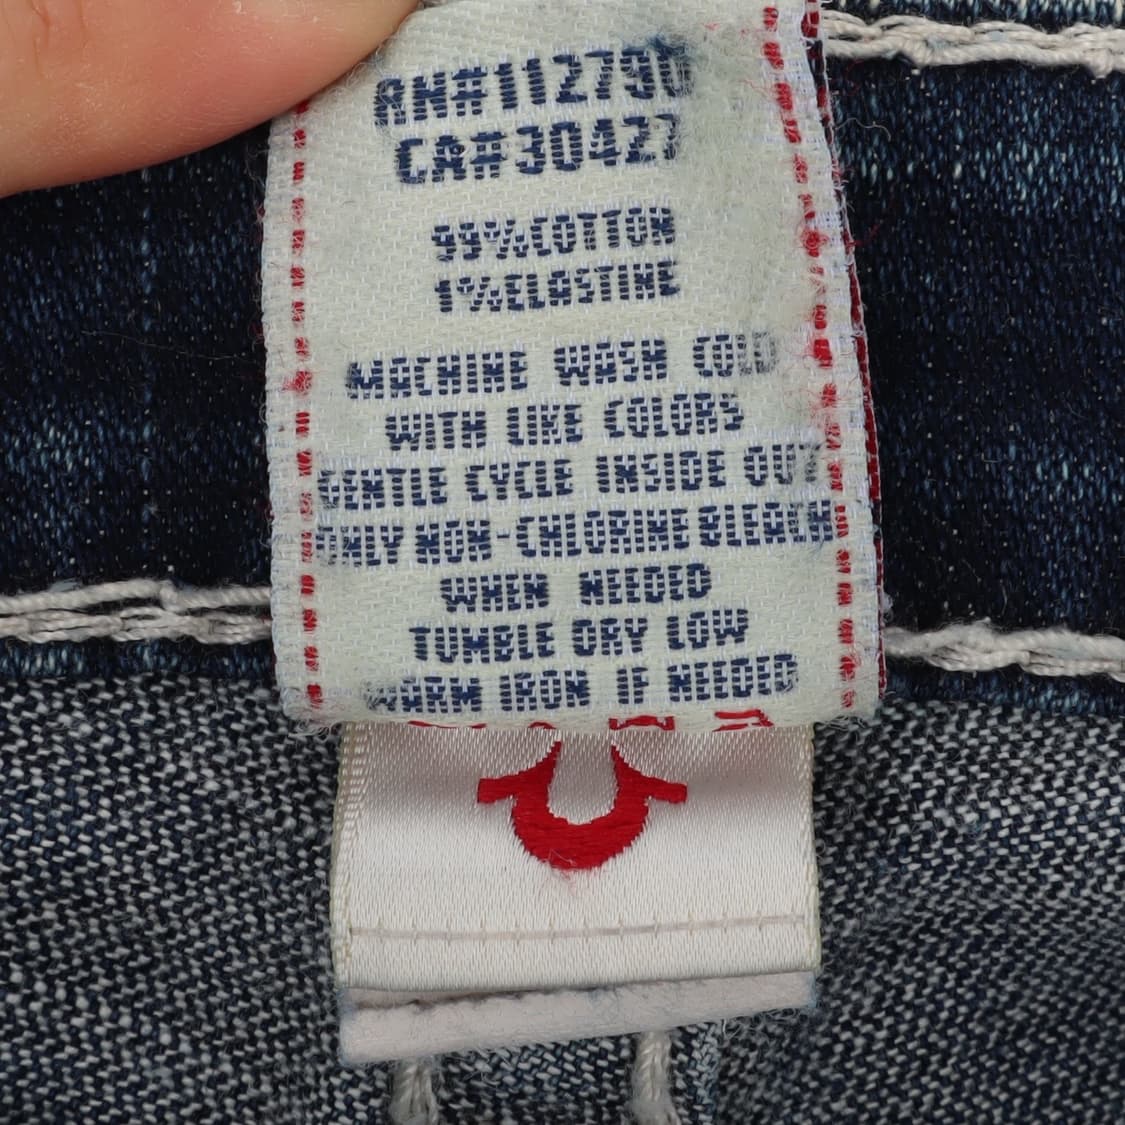 RN#112790
CA#30427
99%COTTON
1%ELASTINE
MACHINE WASH COLD
WITH LIKE COLORS
GENTLE CYCLE INSIDE OUT
ONLY NON-CHLORINE BLEACH
WHEN NEEDED
TUMBLE DRY LOW
WARM IRON IF NEEDED